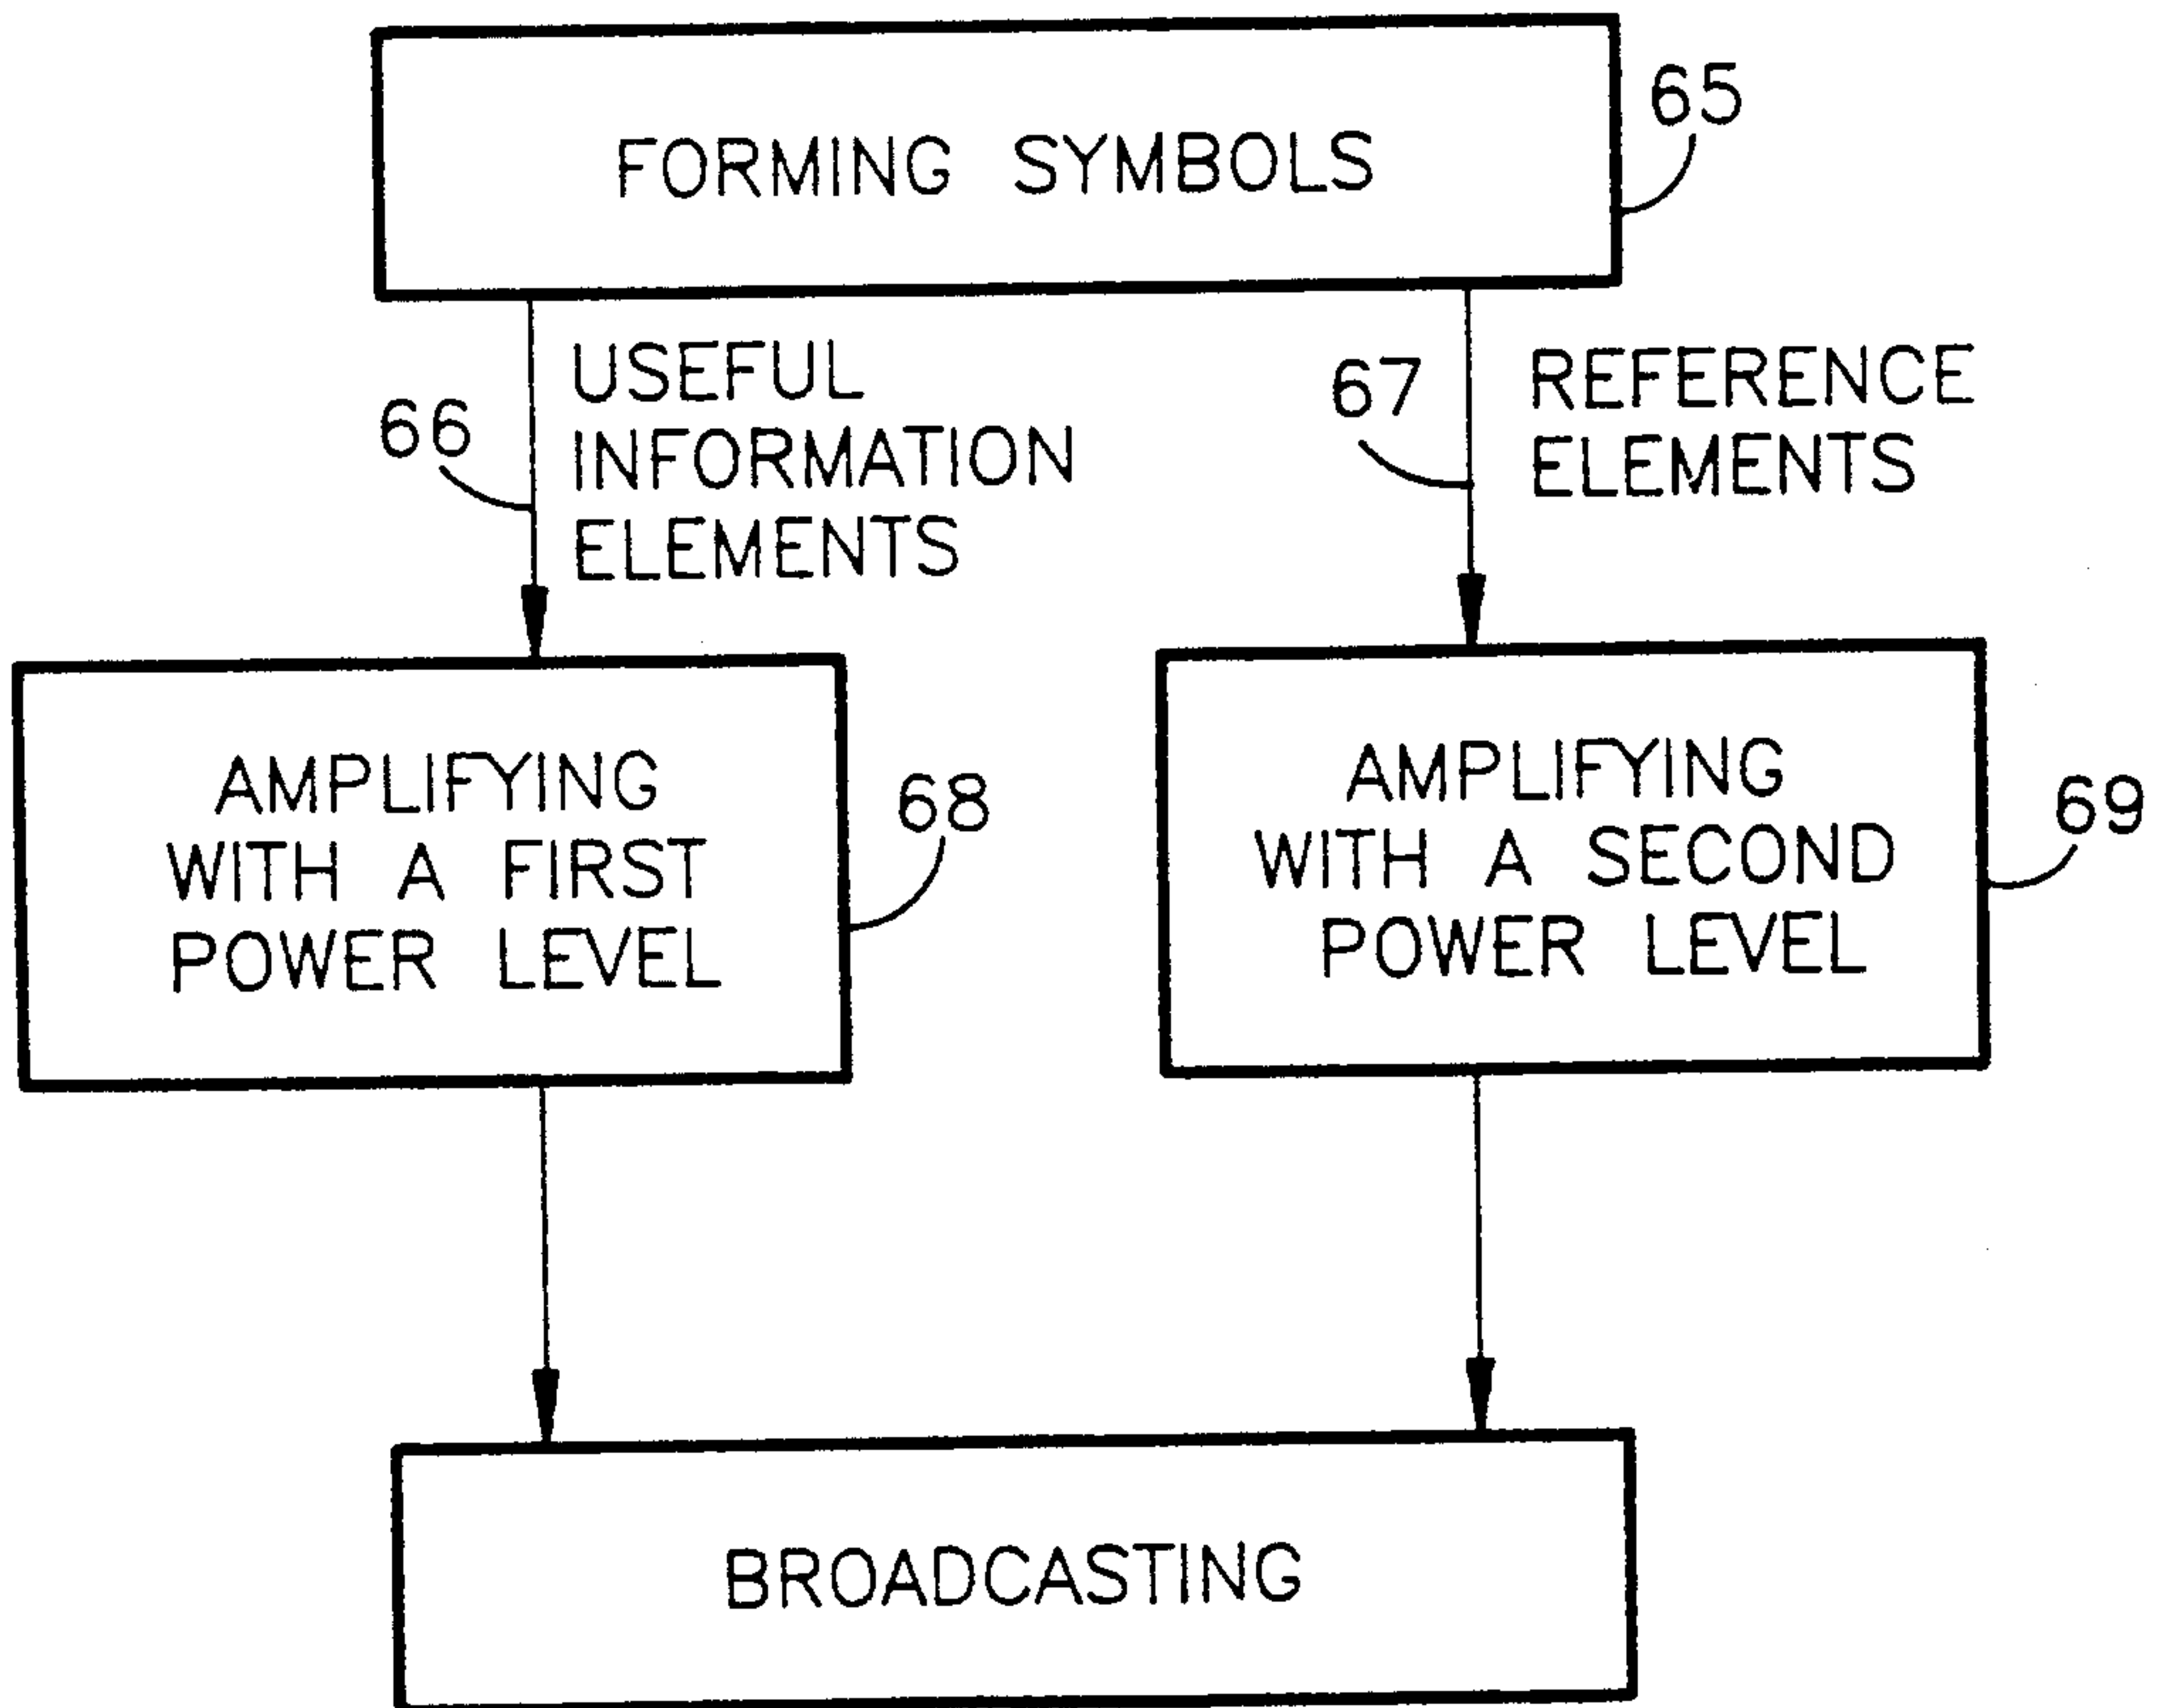 FORMING SYMBOLS
65
66
USEFUL
INFORMATION
ELEMENTS
67
REFERENCE
ELEMENTS
AMPLIFYING
WITH A FIRST
POWER LEVEL
68
AMPLIFYING
WITH A SECOND
POWER LEVEL
69
BROADCASTING